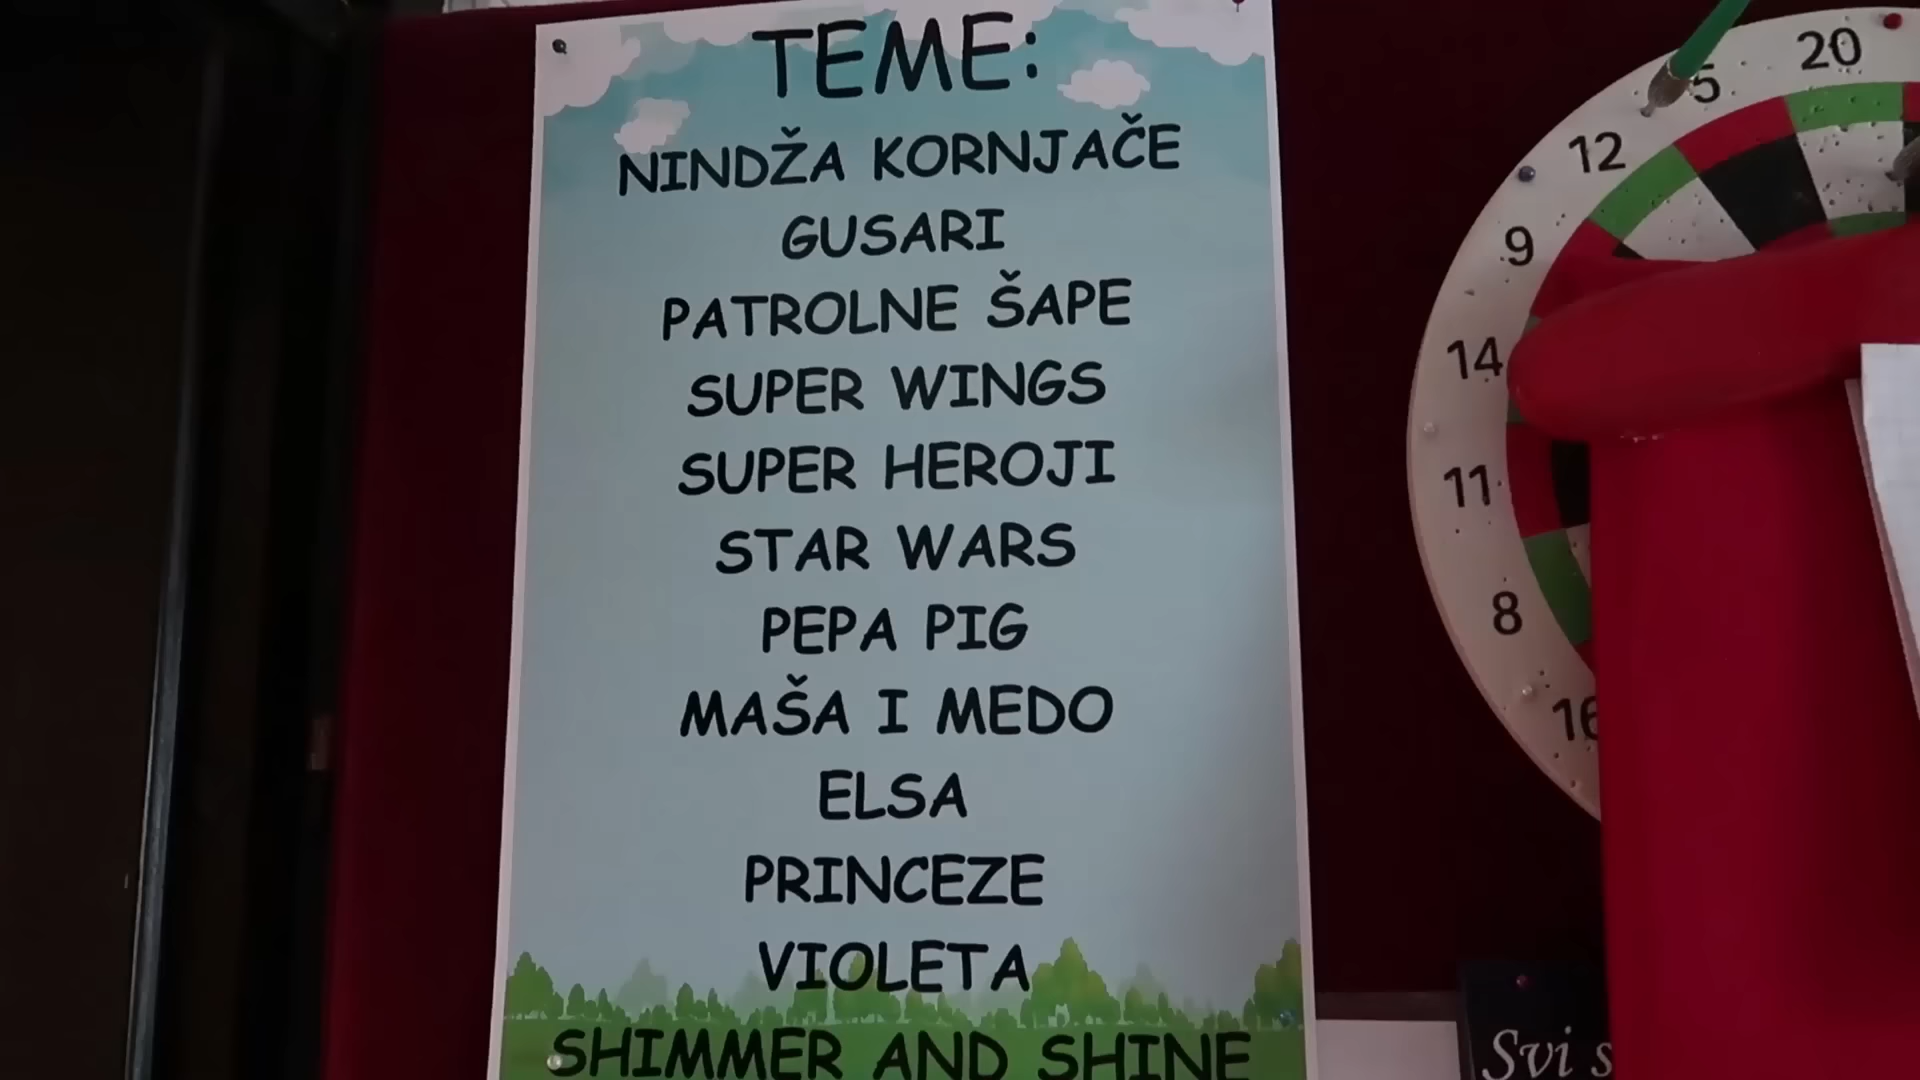 TEME:
NINDŽA KORNJAČE
GUSARI
PATROLNE ŠAPE
SUPER WINGS
SUPER HEROJI
STAR WARS
PEPA PIG
MAŠA I MEDO
ELSA
PRINCEZE
VIOLETA
SHIMMER AND SHINE
20
5
12
9
14
11
8
16
Svi s